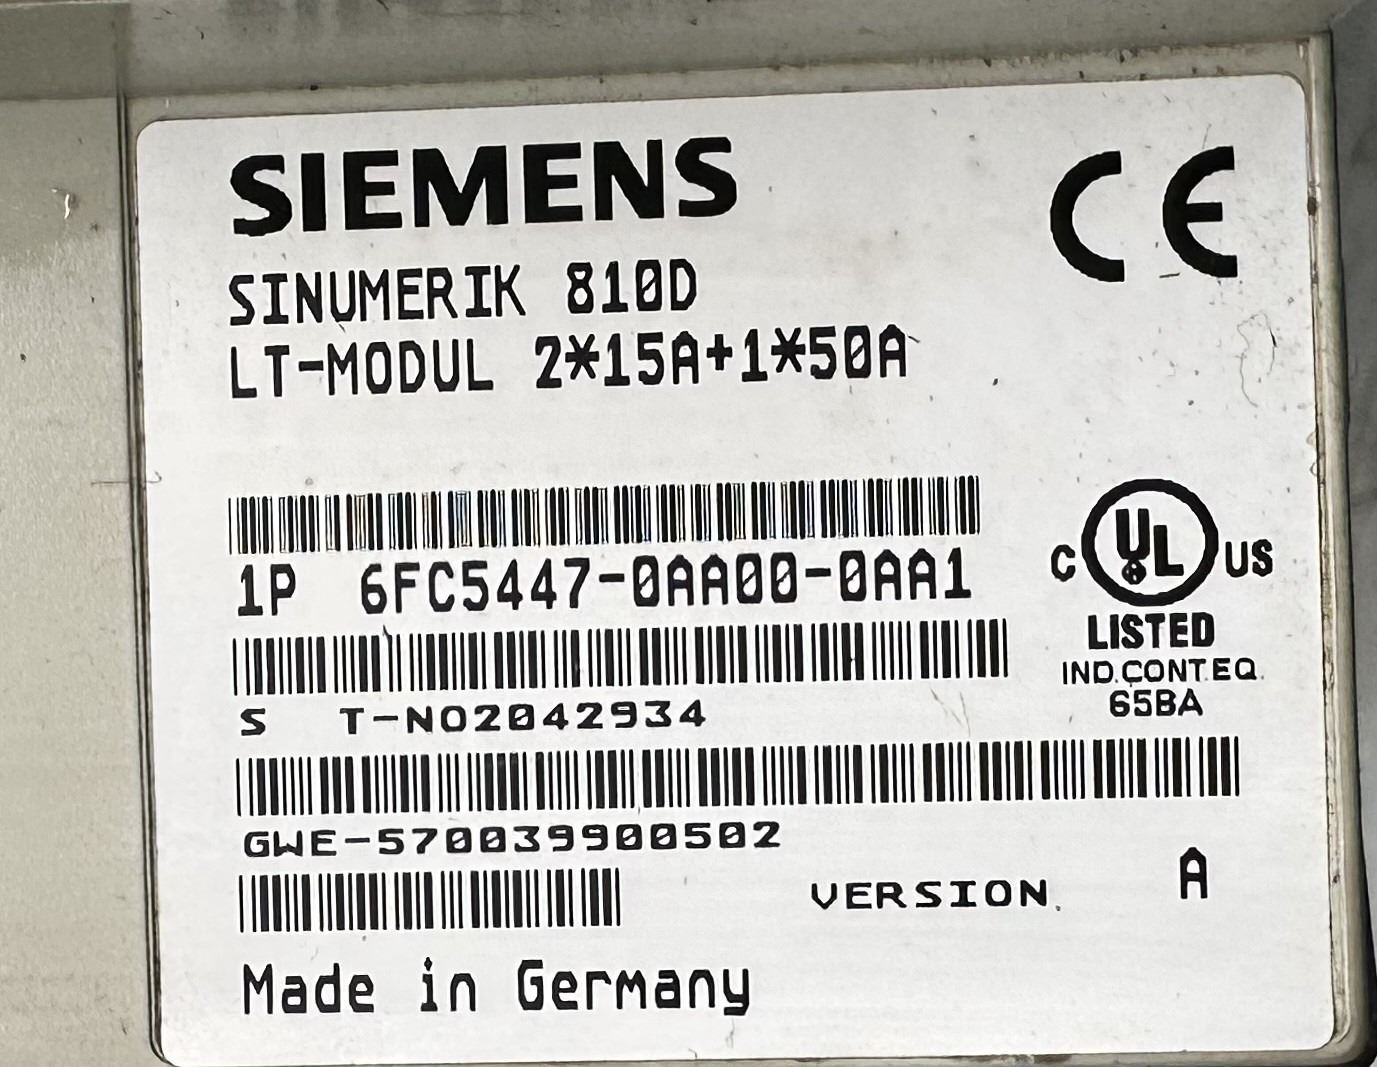 SIEMENS
CE
SINUMERIK 810D
LT-MODUL 2*15A+1*50A
1P 6FC5447-0AA00-0AA1
C UL US
LISTED
IND.CONT.EQ.
65BA
S T-NO2042934
GWE-570039900502
VERSION A
Made in Germany